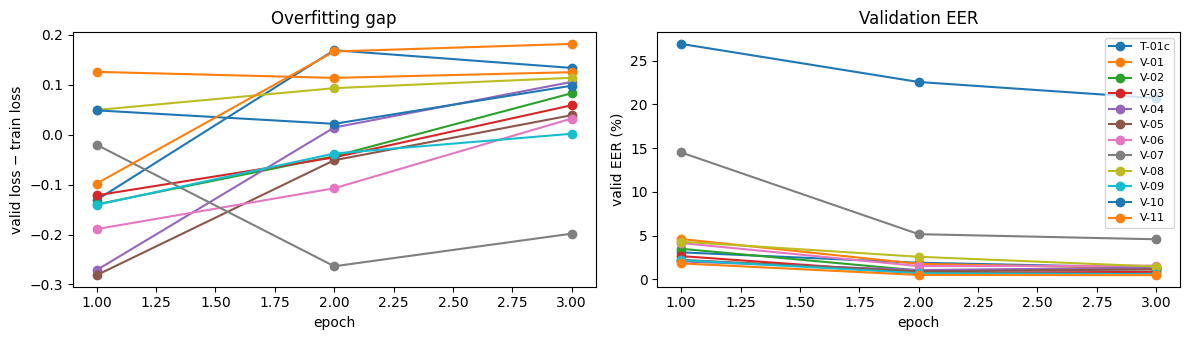 Overfitting gap
valid loss − train loss
0.2
0.1
0.0
−0.1
−0.2
−0.3
1.00 1.25 1.50 1.75 2.00 2.25 2.50 2.75 3.00
epoch
Validation EER
valid EER (%)
25
20
15
10
5
0
1.00 1.25 1.50 1.75 2.00 2.25 2.50 2.75 3.00
epoch
T-01c
V-01
V-02
V-03
V-04
V-05
V-06
V-07
V-08
V-09
V-10
V-11